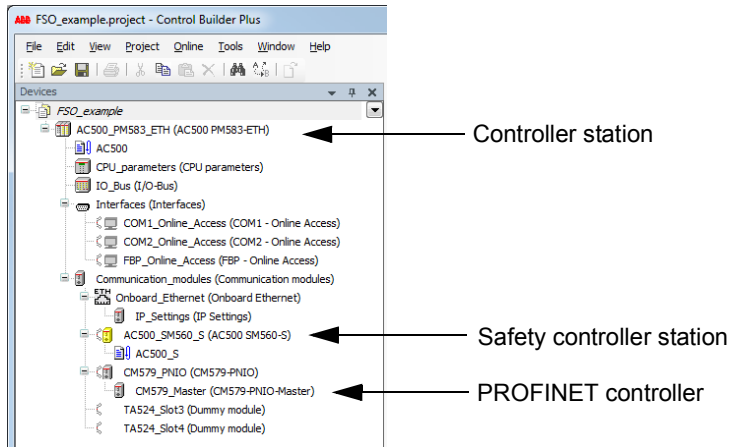 ABB FSO_example.project - Control Builder Plus
File Edit View Project Online Tools Window Help
Devices
FSO_example
AC500_PM583_ETH (AC500 PM583-ETH)
Controller station
AC500
CPU_parameters (CPU parameters)
IO_Bus (I/O-Bus)
Interfaces (Interfaces)
COM1_Online_Access (COM1 - Online Access)
COM2_Online_Access (COM2 - Online Access)
FBP_Online_Access (FBP - Online Access)
Communication_modules (Communication modules)
ETH
Onboard_Ethernet (Onboard Ethernet)
IP_Settings (IP Settings)
AC500_SM560_S (AC500 SM560-S)
Safety controller station
AC500_S
CM579_PNIO (CM579-PNIO)
CM579_Master (CM579-PNIO-Master)
PROFINET controller
TA524_Slot3 (Dummy module)
TA524_Slot4 (Dummy module)